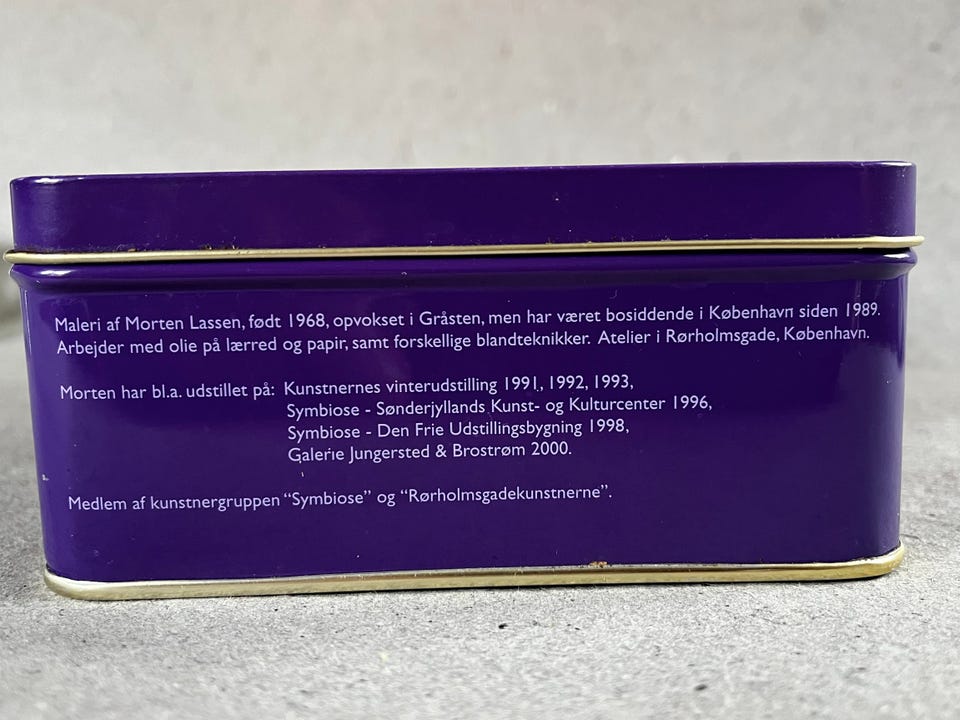 Maleri af Morten Lassen, født 1968, opvokset i Gråsten, men har været bosiddende i København siden 1989.
Arbejder med olie på lærred og papir, samt forskellige blandteknikker. Atelier i Rørholmsgade, København.
Morten har bl.a. udstillet på: Kunstnernes vinterudstilling 1991, 1992, 1993,
Symbiose - Sønderjyllands Kunst- og Kulturcenter 1996,
Symbiose - Den Frie Udstillingsbygning 1998,
Galerie Jungersted & Brostrøm 2000.
Medlem af kunstnergruppen “Symbiose” og “Rørholmsgadekunstnerne”.